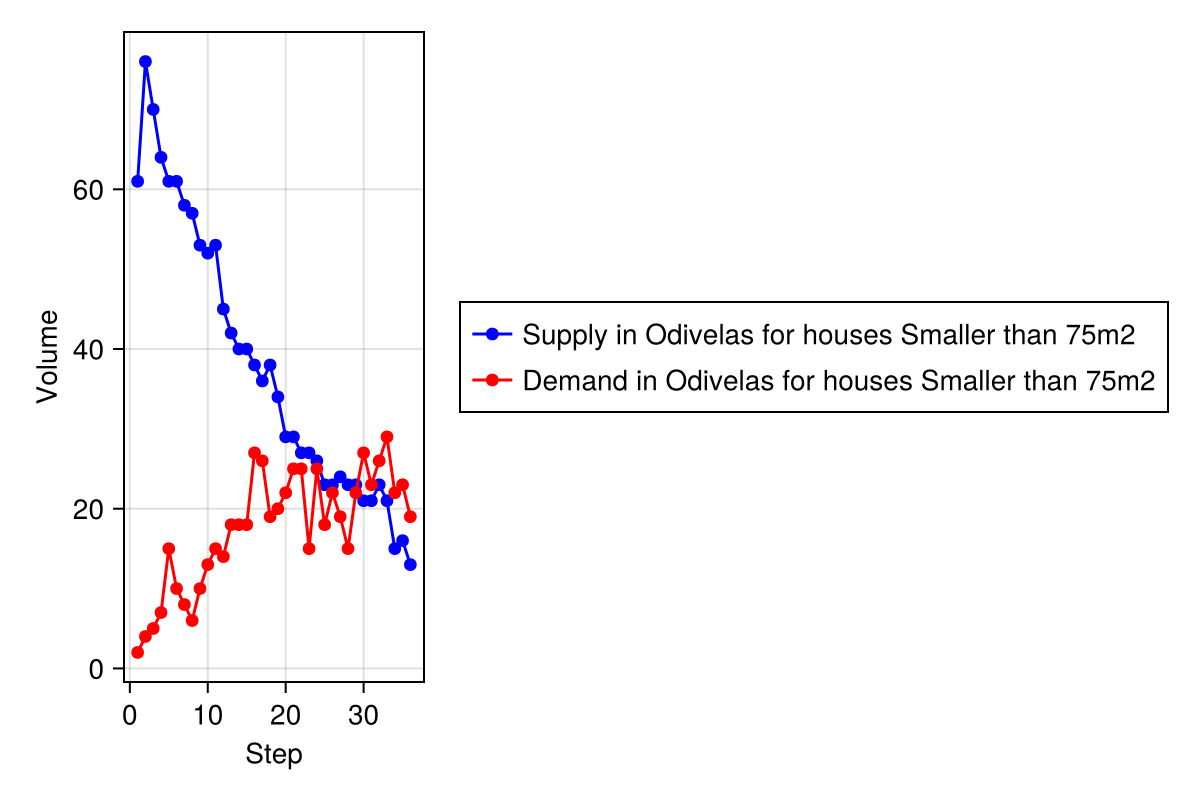 Volume
60
40
20
0
0 10 20 30
Step
Supply in Odivelas for houses Smaller than 75m2
Demand in Odivelas for houses Smaller than 75m2